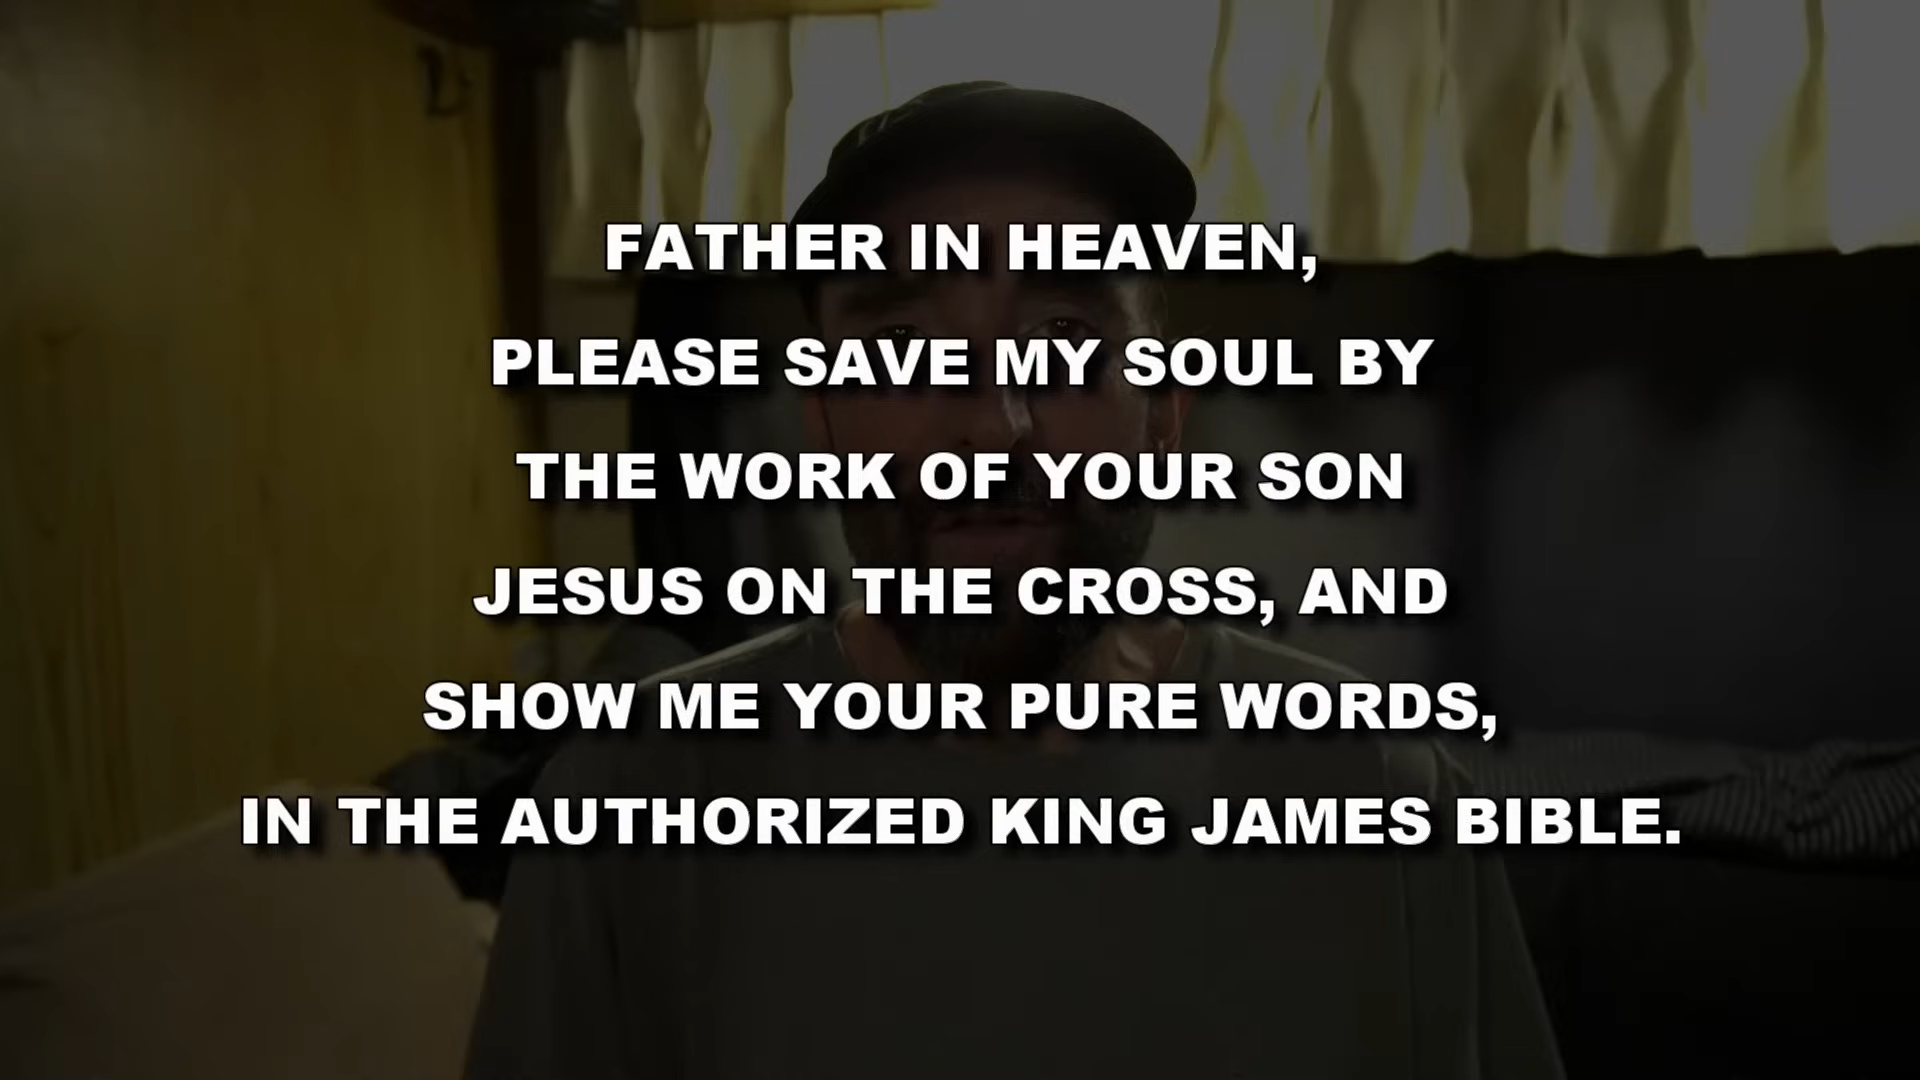 FATHER IN HEAVEN,
PLEASE SAVE MY SOUL BY
THE WORK OF YOUR SON
JESUS ON THE CROSS, AND
SHOW ME YOUR PURE WORDS,
IN THE AUTHORIZED KING JAMES BIBLE.